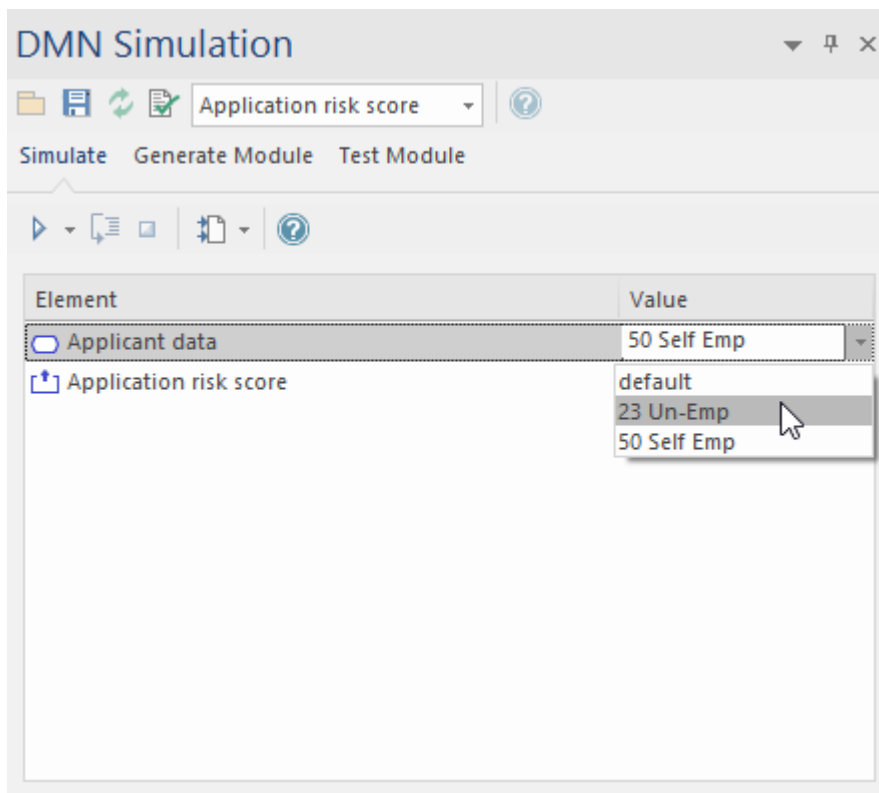 DMN Simulation
Application risk score
Simulate Generate Module Test Module
Element Value
Applicant data 50 Self Emp
Application risk score default
23 Un-Emp
50 Self Emp